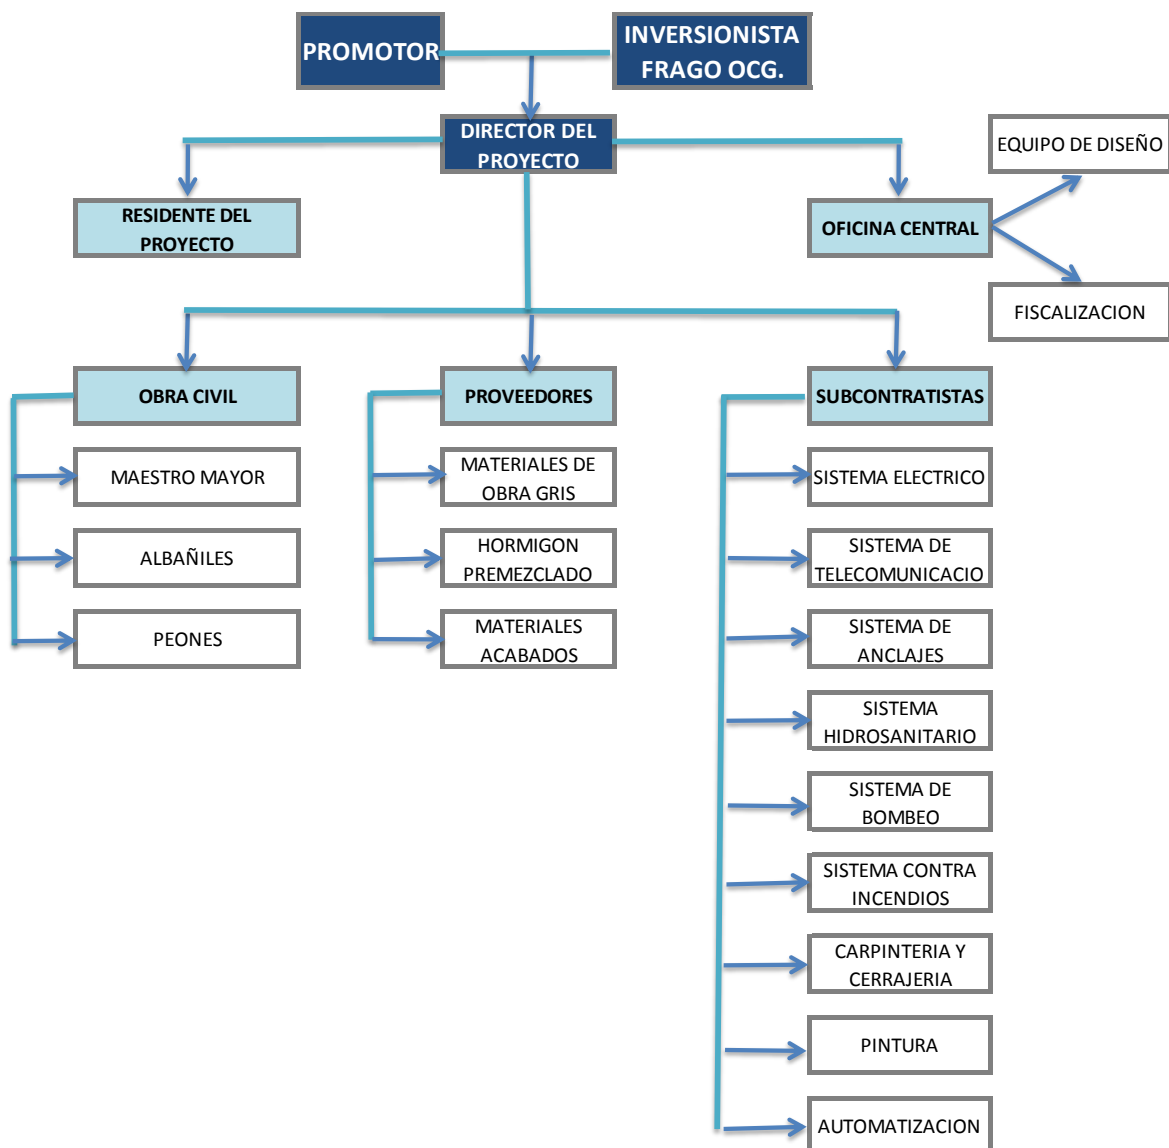 PROMOTOR
INVERSIONISTA
FRAGO OCG.
DIRECTOR DEL
PROYECTO
EQUIPO DE DISEÑO
RESIDENTE DEL
PROYECTO
OFICINA CENTRAL
FISCALIZACION
OBRA CIVIL
MAESTRO MAYOR
ALBAÑILES
PEONES
PROVEEDORES
MATERIALES DE
OBRA GRIS
HORMIGON
PREMEZCLADO
MATERIALES
ACABADOS
SUBCONTRATISTAS
SISTEMA ELECTRICO
SISTEMA DE
TELECOMUNICACIO
SISTEMA DE
ANCLAJES
SISTEMA
HIDROSANITARIO
SISTEMA DE
BOMBEO
SISTEMA CONTRA
INCENDIOS
CARPINTERIA Y
CERRAJERIA
PINTURA
AUTOMATIZACION